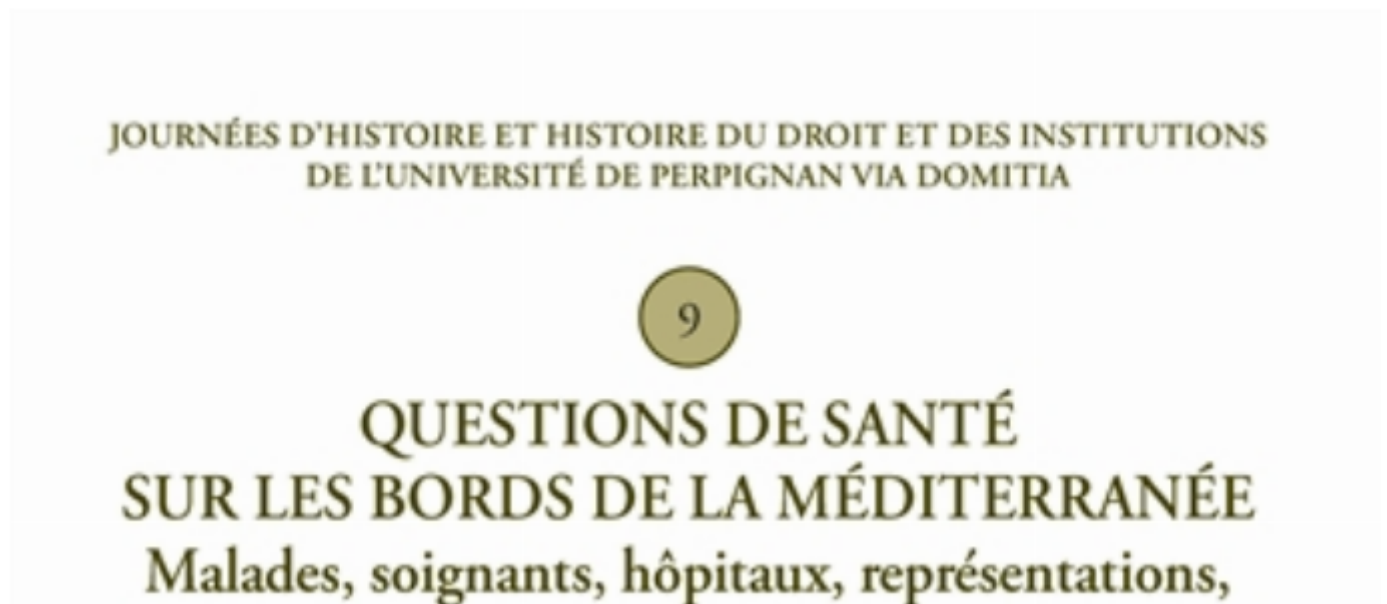 JOURNÉES D'HISTOIRE ET HISTOIRE DU DROIT ET DES INSTITUTIONS
DE L'UNIVERSITÉ DE PERPIGNAN VIA DOMITIA
9
QUESTIONS DE SANTÉ
SUR LES BORDS DE LA MÉDITERRANÉE
Malades, soignants, hôpitaux, représentations,